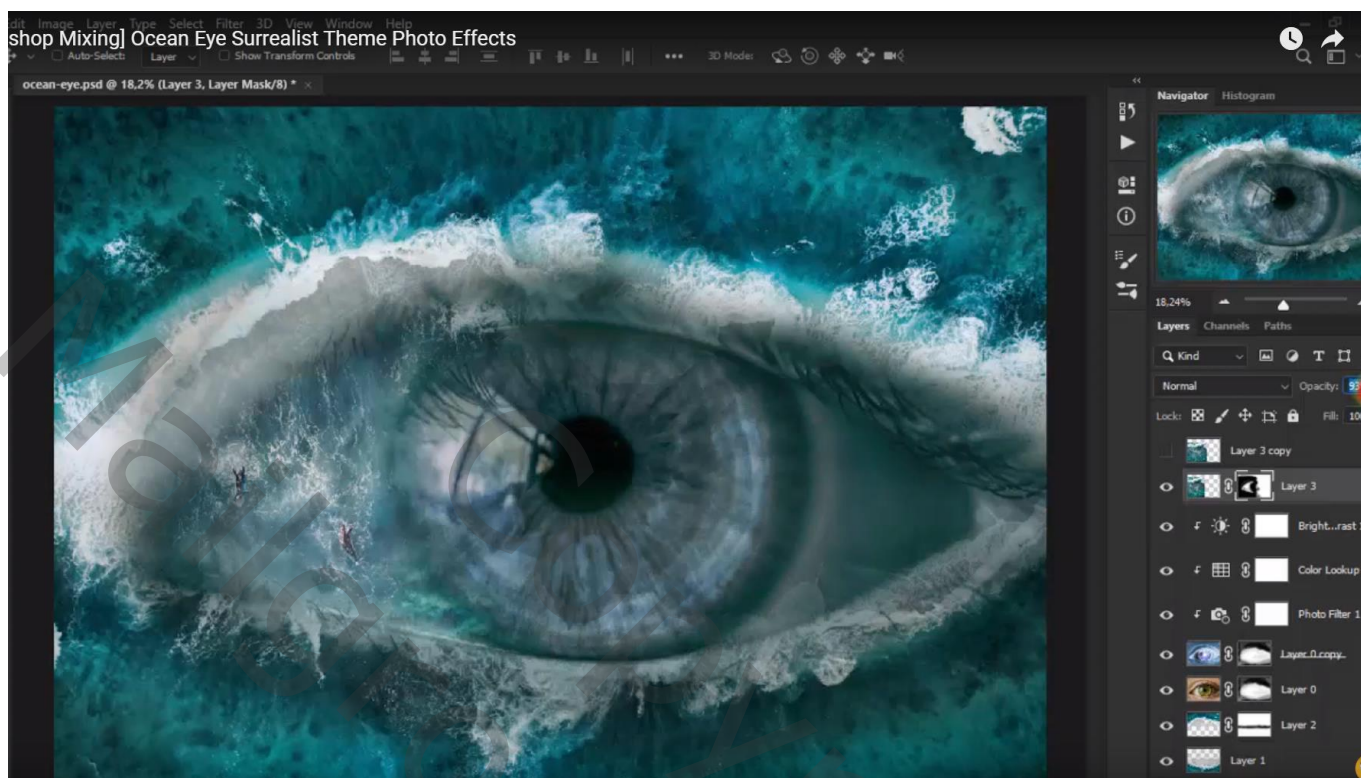 dit Image Layer Type Select Filter 3D View Window Help
shop Mixing] Ocean Eye Surrealist Theme Photo Effects
Auto-Select: Layer Show Transform Controls 3D Mode:
ocean-eye.psd @ 18,2% (Layer 3, Layer Mask/8) * ×
Navigator Histogram
18,24%
Layers Channels Paths
Kind
Normal Opacity: 93
Lock: Fill: 10
Layer 3 copy
Layer 3
Bright...rast
Color Lookup
Photo Filter 1
Layer 0 copy
Layer 0
Layer 2
Layer 1